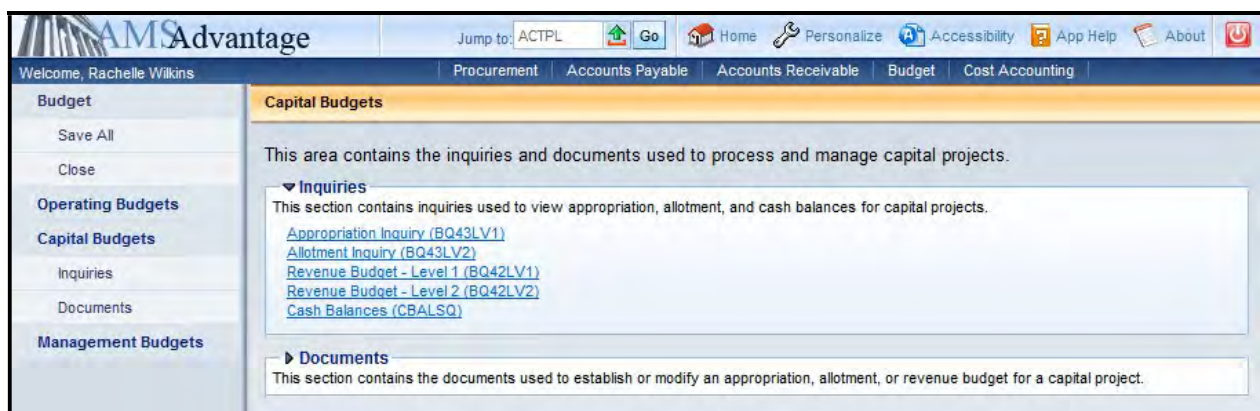 AMSAdvantage
Jump to: ACTPL Go Home Personalize Accessibility App Help About
Welcome, Rachelle Wilkins
Procurement Accounts Payable Accounts Receivable Budget Cost Accounting
Budget
Save All
Close
Operating Budgets
Capital Budgets
Inquiries
Documents
Management Budgets
Capital Budgets
This area contains the inquiries and documents used to process and manage capital projects.
Inquiries
This section contains inquiries used to view appropriation, allotment, and cash balances for capital projects.
Appropriation Inquiry (BQ43LV1)
Allotment Inquiry (BQ43LV2)
Revenue Budget - Level 1 (BQ42LV1)
Revenue Budget - Level 2 (BQ42LV2)
Cash Balances (CBALSQ)
Documents
This section contains the documents used to establish or modify an appropriation, allotment, or revenue budget for a capital project.